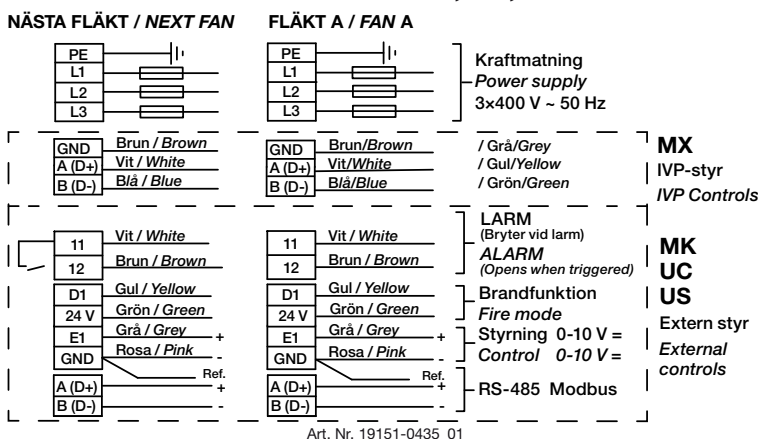 NÄSTA FLÄKT / NEXT FAN
FLÄKT A / FAN A
PE
L1
L2
L3
PE
L1
L2
L3
Kraftmatning
Power supply
3×400 V ~ 50 Hz
GND Brun / Brown
A (D+) Vit / White
B (D-) Blå / Blue
GND Brun/Brown / Grå/Grey
A (D+) Vit/White / Gul/Yellow
B (D-) Blå/Blue / Grön/Green
MX
IVP-styr
IVP Controls
11 Vit / White
12 Brun / Brown
D1 Gul / Yellow
24 V Grön / Green
E1 Grå / Grey +
GND Rosa / Pink -
Ref.
A (D+) +
B (D-) -
11 Vit / White
12 Brun / Brown
D1 Gul / Yellow
24 V Grön / Green
E1 Grå / Grey +
GND Rosa / Pink -
Ref.
A (D+) +
B (D-) -
LARM
(Bryter vid larm)
ALARM
(Opens when triggered)
Brandfunktion
Fire mode
Styrning 0-10 V =
Control 0-10 V =
RS-485 Modbus
MK
UC
US
Extern styr
External
controls
Art. Nr. 19151-0435_01